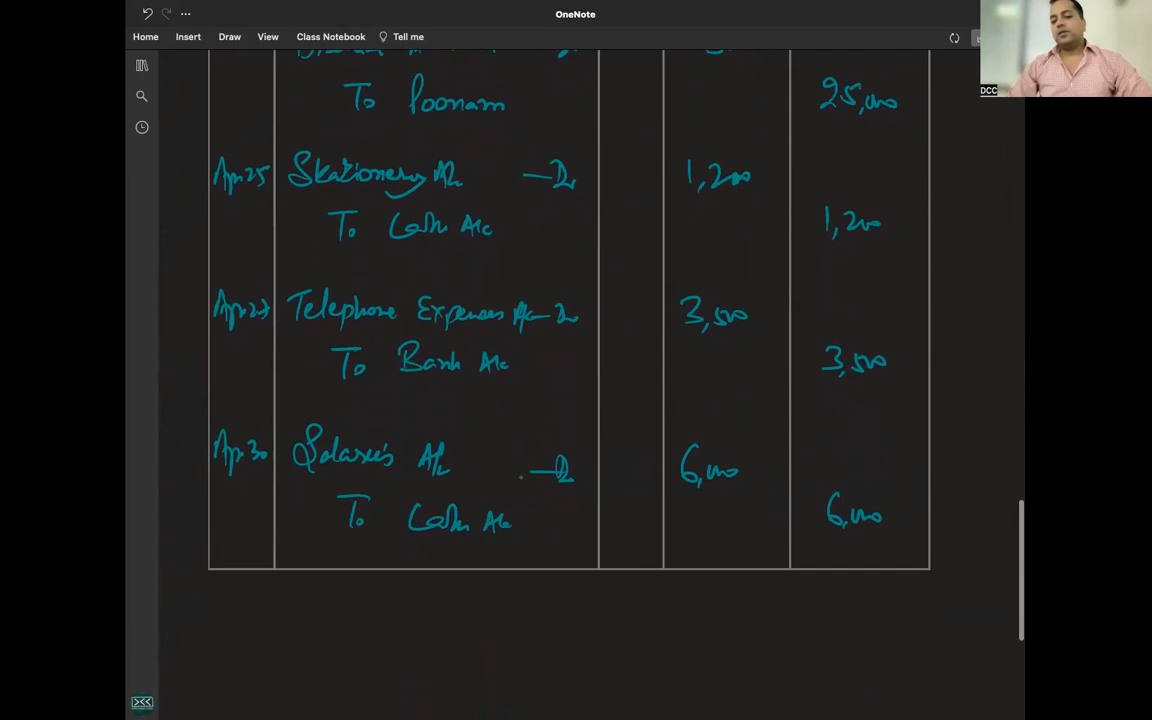 OneNote
Home Insert Draw View Class Notebook Tell me
DCC
To Poonam 25,000
Apr. 25 Stationery A/c —Dr 1,200
To Cash A/c 1,200
Apr. 27 Telephone Expenses A/c —Dr 3,500
To Bank A/c 3,500
Apr. 30 Salaries A/c —Dr 6,000
To Cash A/c 6,000